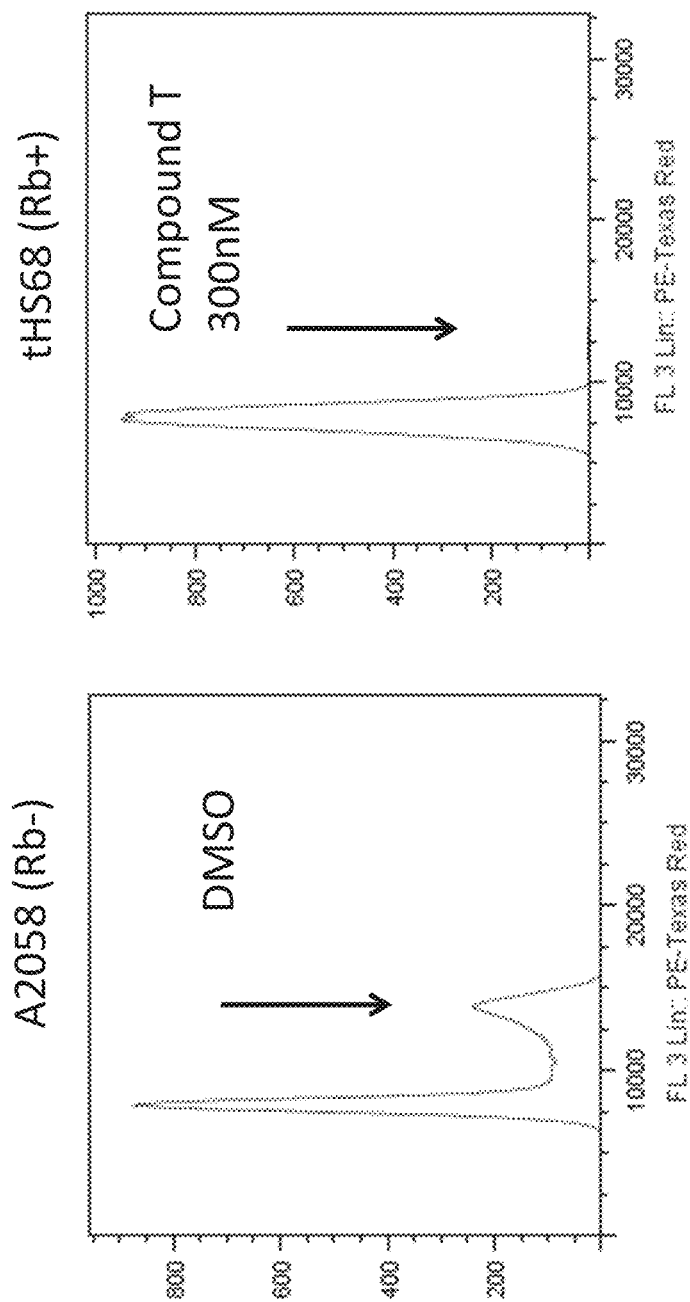 A2058 (Rb-)
DMSO
800
600
400
200
10000
20000
30000
FL 3 Lin:: PE-Texas Red
tHS68 (Rb+)
Compound T
300nM
1000
800
600
400
200
10000
20000
30000
FL 3 Lin:: PE-Texas Red